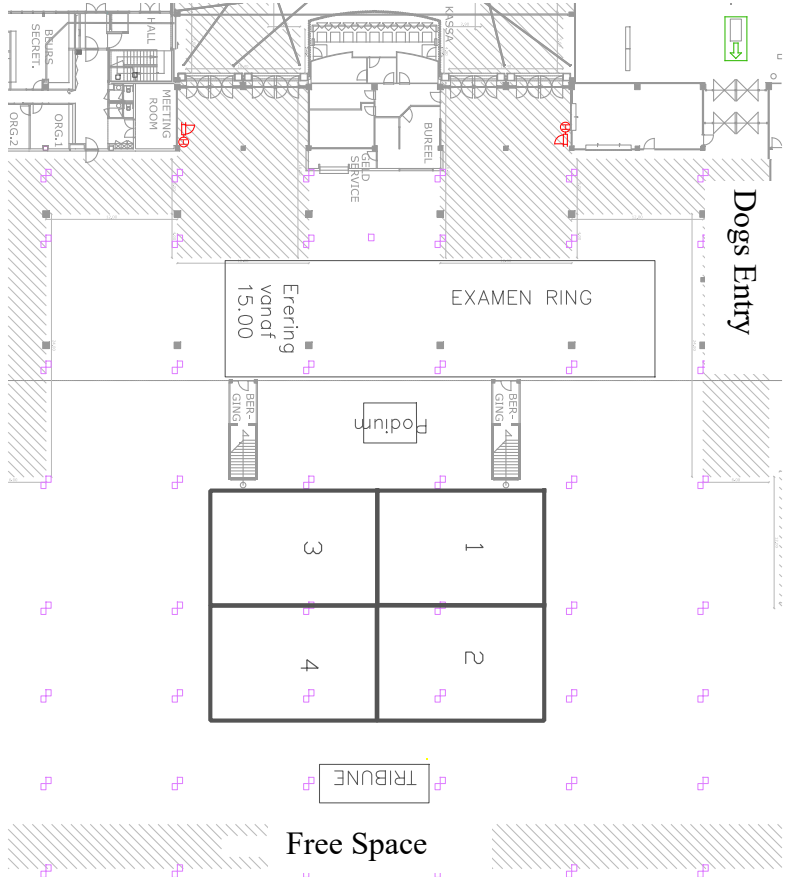 HALL
KASSA
BEURS
SECRET.
MEETING
ROOM
ORG.2
ORG.1
BUREEL
GELD
SERVICE
Dogs Entry
Erering
vanaf
15.00
EXAMEN RING
BER-
GING
BER-
GING
Podium
3
1
4
2
TRIBUNE
Free Space